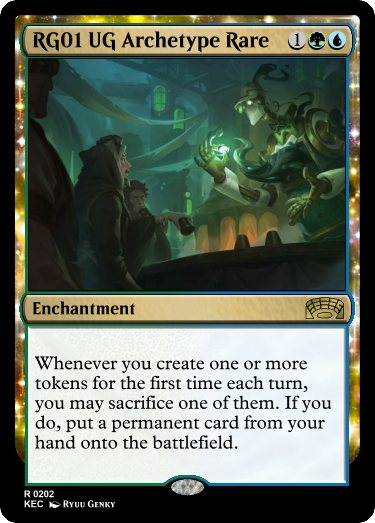 RG01 UG Archetype Rare 1
Enchantment
Whenever you create one or more
tokens for the first time each turn,
you may sacrifice one of them. If you
do, put a permanent card from your
hand onto the battlefield.
R 0202
KEC Ryuu Genky